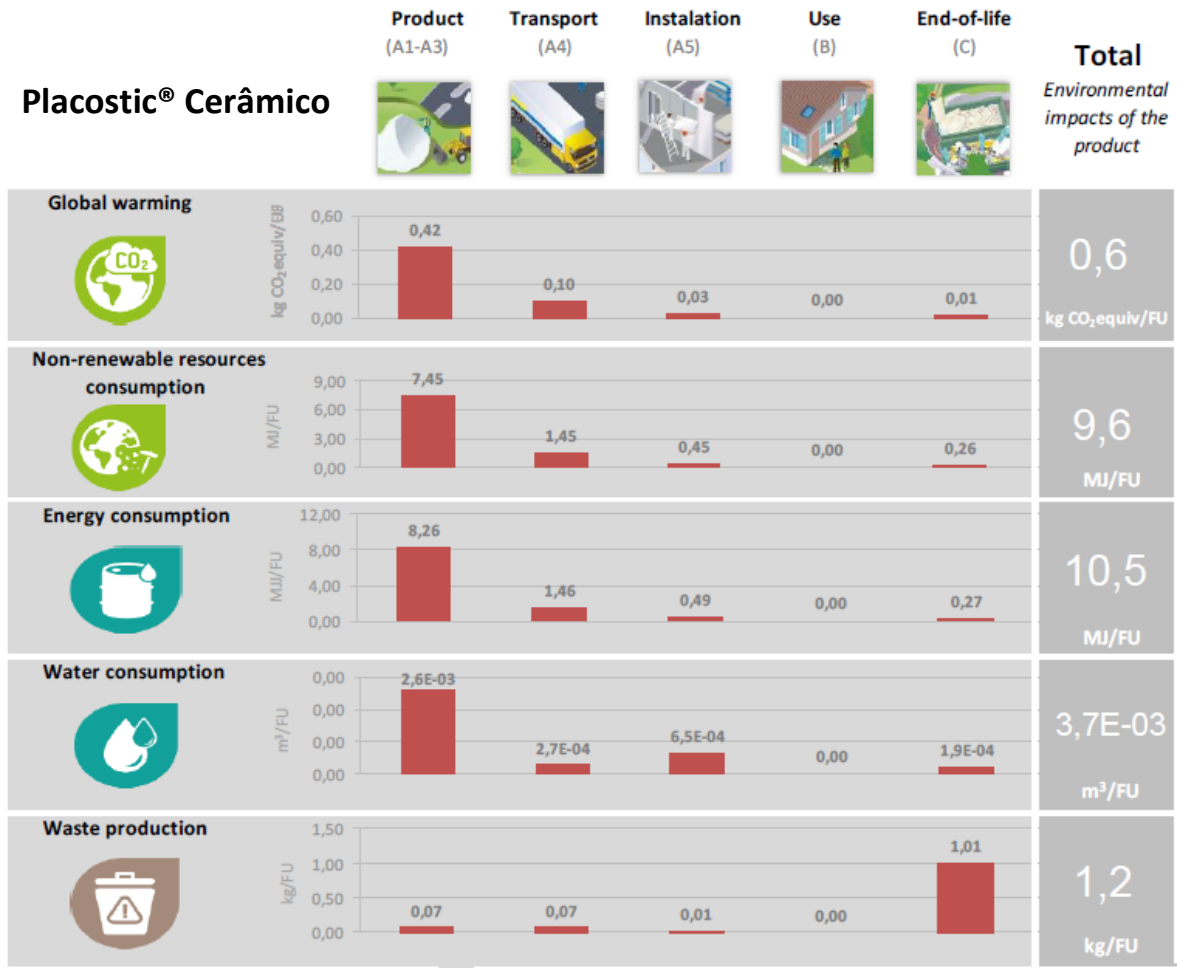 Product
(A1-A3)
Transport
(A4)
Instalation
(A5)
Use
(B)
End-of-life
(C)
Total
Environmental
impacts of the
product
Placostic® Cerâmico
Global warming
CO₂
kg CO₂equiv/
0,60
0,40
0,20
0,00
0,42
0,10
0,03
0,00
0,01
0,6
kg CO₂equiv/FU
Non-renewable resources
consumption
MJ/FU
9,00
6,00
3,00
0,00
7,45
1,45
0,45
0,00
0,26
9,6
MJ/FU
Energy consumption
MJJ/FU
12,00
8,00
4,00
0,00
8,26
1,46
0,49
0,00
0,27
10,5
MJ/FU
Water consumption
m³/FU
0,00
0,00
0,00
0,00
2,6E-03
2,7E-04
6,5E-04
0,00
1,9E-04
3,7E-03
m³/FU
Waste production
kg/FU
1,50
1,00
0,50
0,00
0,07
0,07
0,01
0,00
1,01
1,2
kg/FU